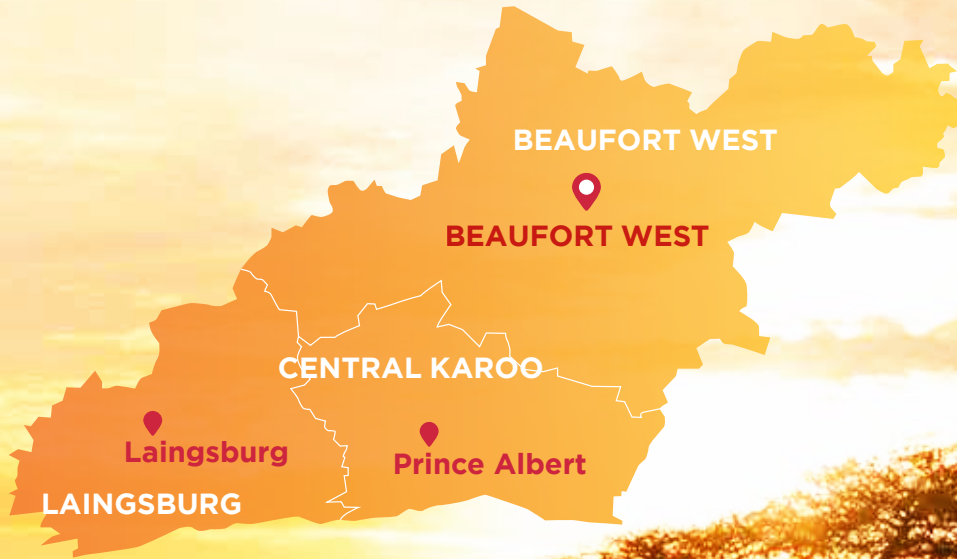 BEAUFORT WEST
BEAUFORT WEST
CENTRAL KAROO
Laingsburg
Prince Albert
LAINGSBURG